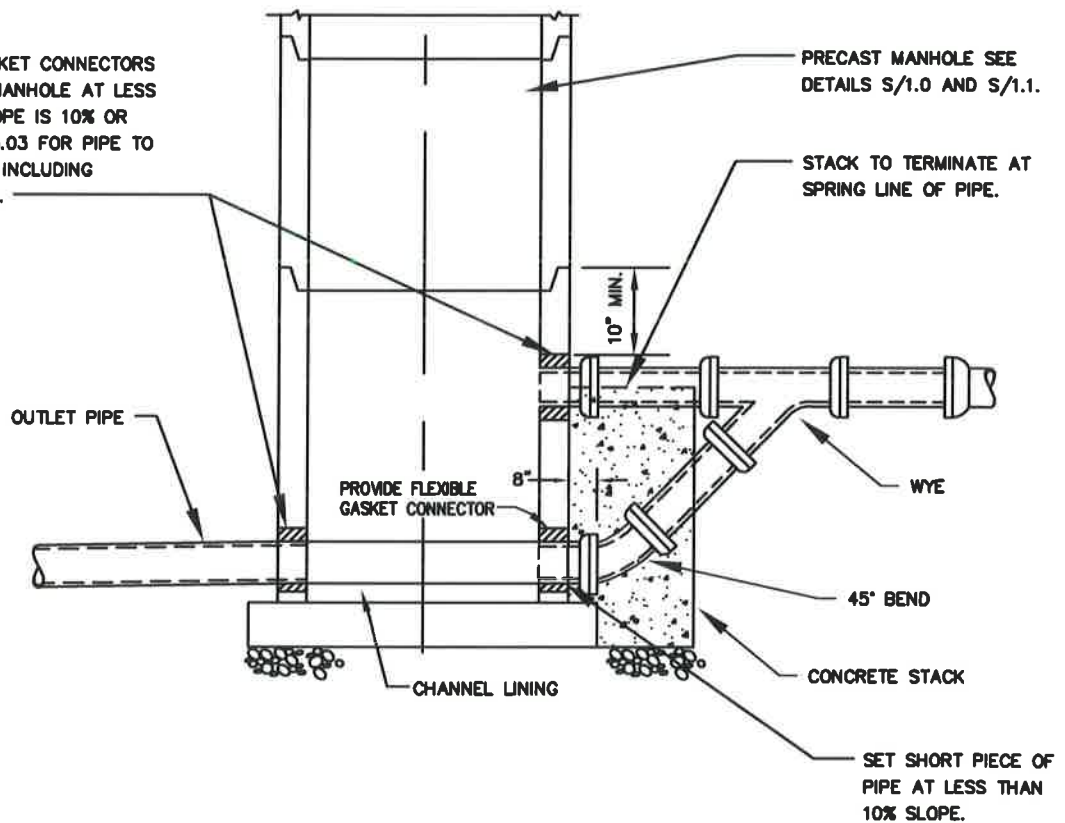 KET CONNECTORS
MANHOLE AT LESS
OPE IS 10% OR
.03 FOR PIPE TO
INCLUDING
.
PRECAST MANHOLE SEE
DETAILS S/1.0 AND S/1.1.
STACK TO TERMINATE AT
SPRING LINE OF PIPE.
10" MIN.
OUTLET PIPE
8"
PROVIDE FLEXIBLE
GASKET CONNECTOR
WYE
45° BEND
CONCRETE STACK
CHANNEL LINING
SET SHORT PIECE OF
PIPE AT LESS THAN
10% SLOPE.